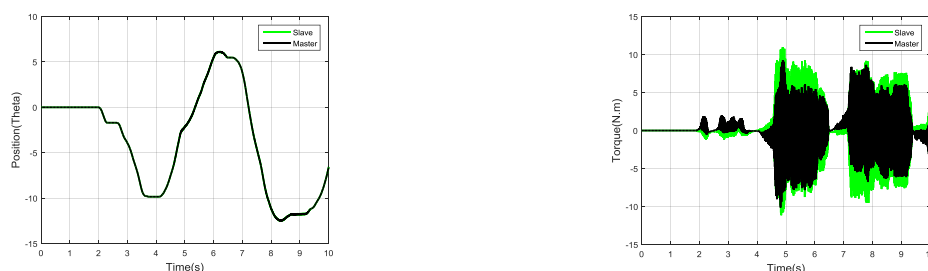 10
5
0
-5
-10
-15
Position(Theta)
0 1 2 3 4 5 6 7 8 9 10
Time(s)
Slave
Master
15
10
5
0
-5
-10
-15
Torque(N.m)
0 1 2 3 4 5 6 7 8 9
Time(s)
Slave
Master